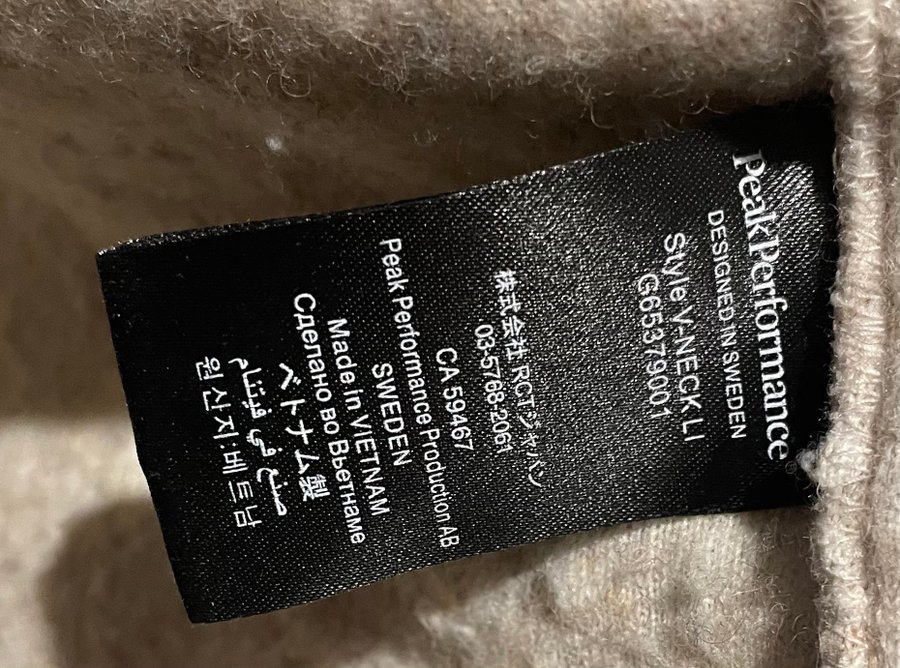 PeakPerformance®
DESIGNED IN SWEDEN
Style V-NECK LI
G65379001
株式会社 RCTジャパン
03-5768-2061
CA 59467
Peak Performance Production AB
SWEDEN
Made in VIETNAM
Сделано во Вьетнаме
ベトナム製
صنع في فيتنام
원산지:베트남